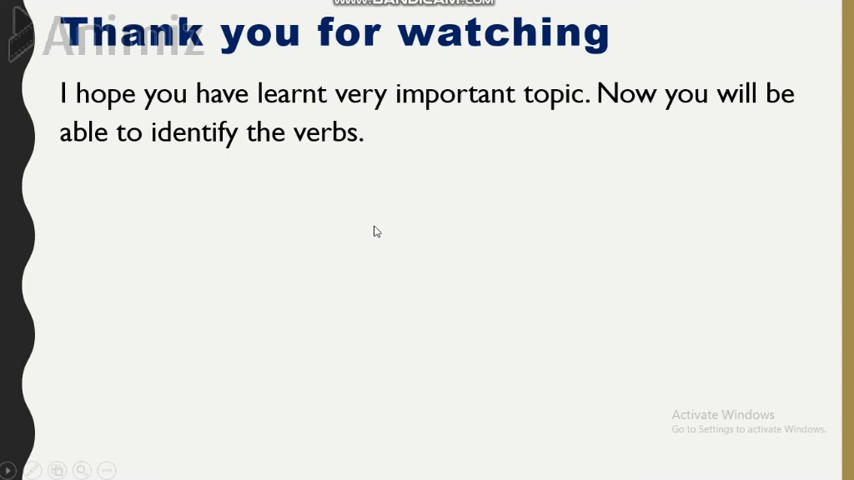 www.BANDICAM.COM
Animiz
Thank you for watching
I hope you have learnt very important topic. Now you will be
able to identify the verbs.
Activate Windows
Go to Settings to activate Windows.